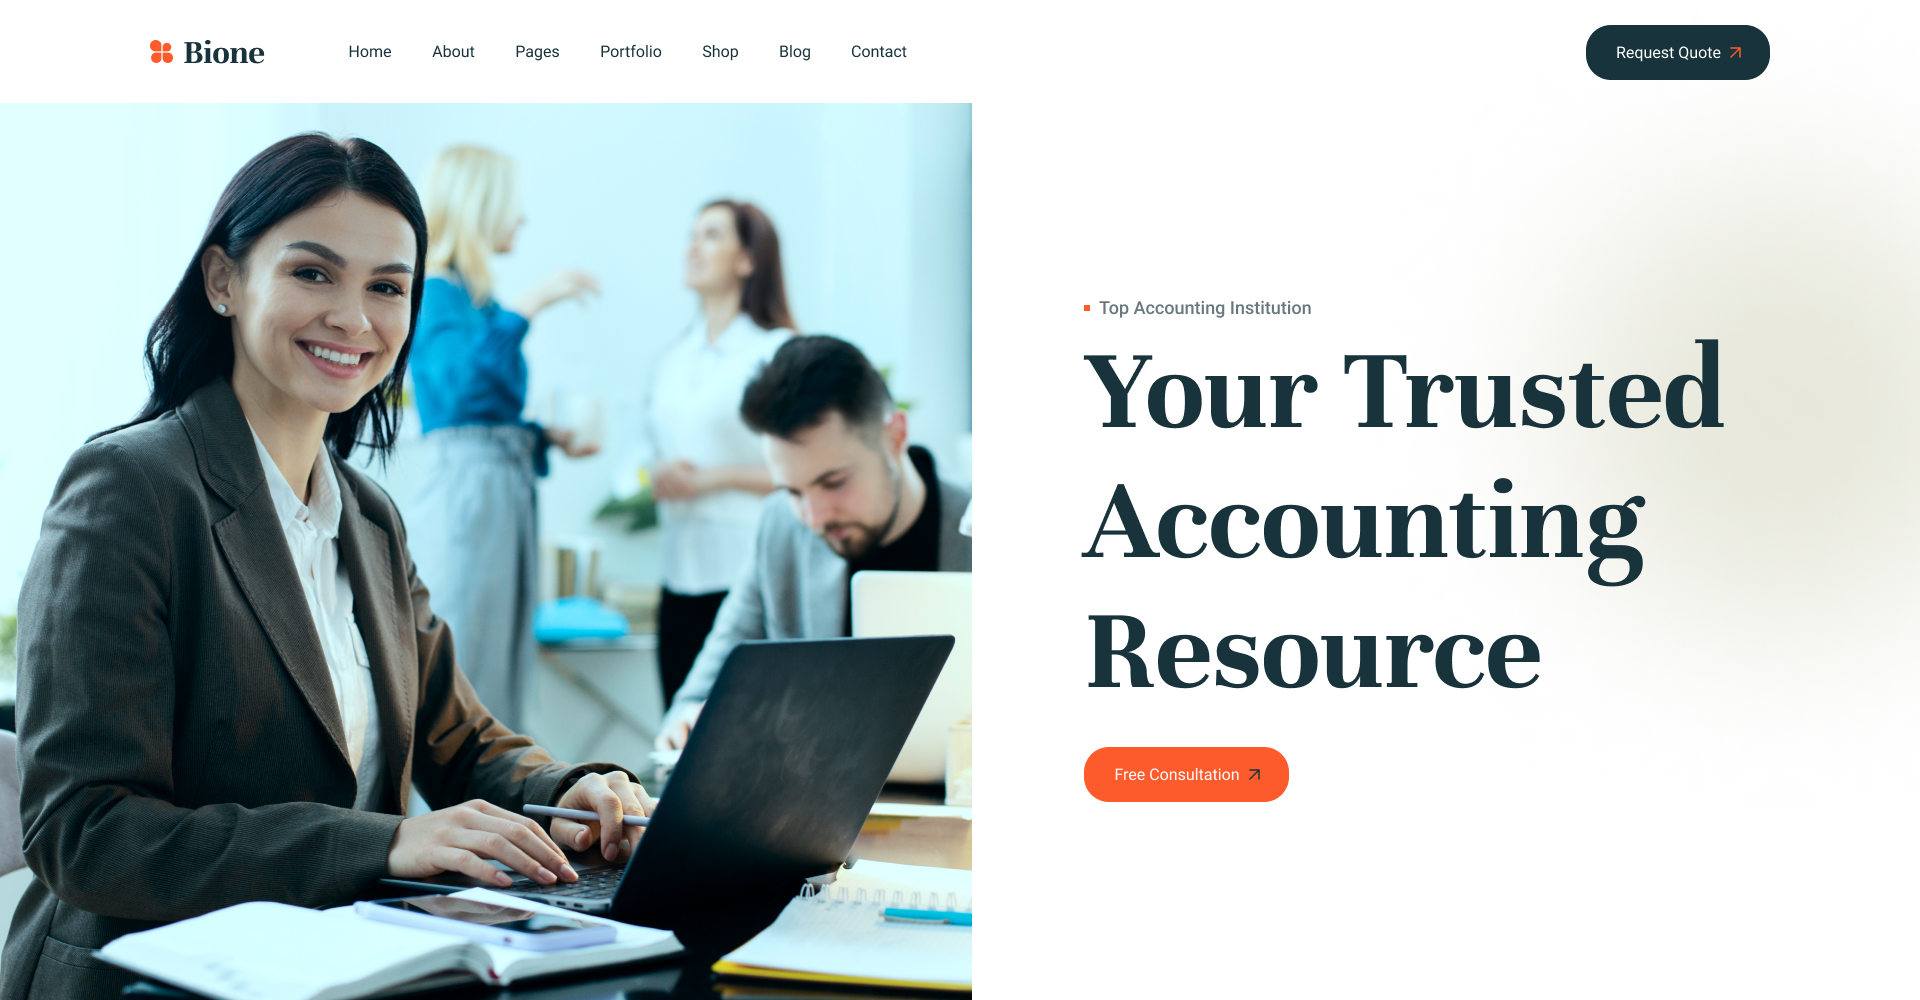 Bione
Home About Pages Portfolio Shop Blog Contact
Request Quote
Top Accounting Institution
Your Trusted
Accounting
Resource
Free Consultation